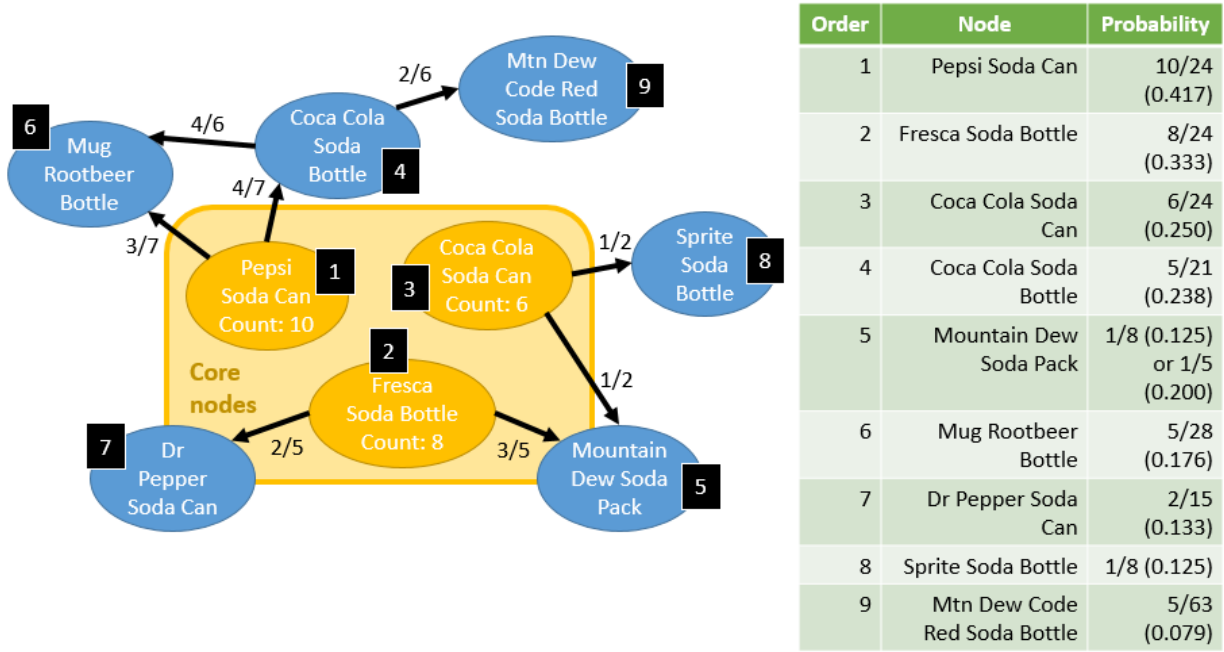 Mtn Dew
Code Red
Soda Bottle
9
2/6
Coca Cola
Soda
Bottle
4
4/6
6
Mug
Rootbeer
Bottle
4/7
3/7
Pepsi
Soda Can
Count: 10
1
Coca Cola
Soda Can
Count: 6
3
1/2
Sprite
Soda
Bottle
8
2
Fresca
Soda Bottle
Count: 8
1/2
Core
nodes
2/5
3/5
7
Dr
Pepper
Soda Can
Mountain
Dew Soda
Pack
5
Order Node Probability
1 Pepsi Soda Can 10/24
(0.417)
2 Fresca Soda Bottle 8/24
(0.333)
3 Coca Cola Soda 6/24
Can (0.250)
4 Coca Cola Soda 5/21
Bottle (0.238)
5 Mountain Dew 1/8 (0.125)
Soda Pack or 1/5
(0.200)
6 Mug Rootbeer 5/28
Bottle (0.176)
7 Dr Pepper Soda 2/15
Can (0.133)
8 Sprite Soda Bottle 1/8 (0.125)
9 Mtn Dew Code 5/63
Red Soda Bottle (0.079)